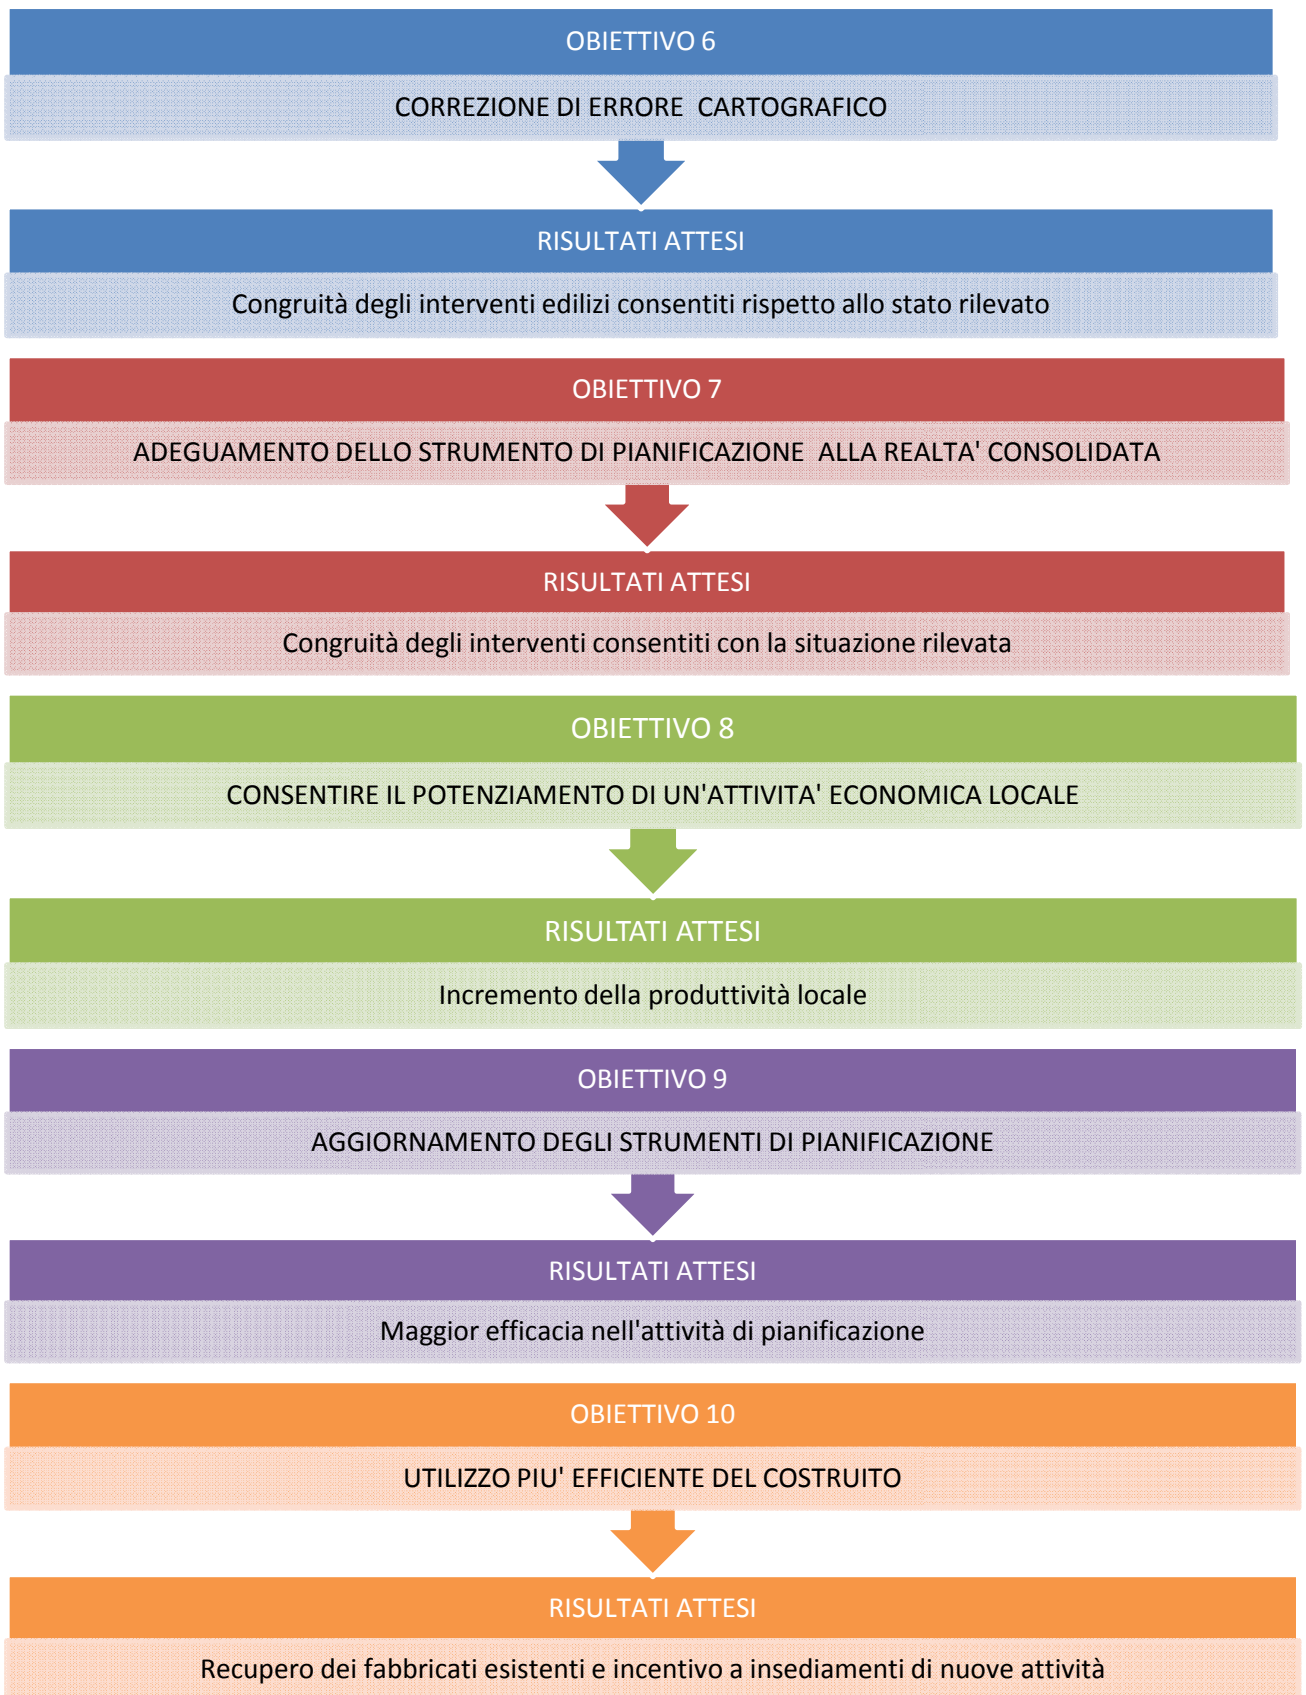 OBIETTIVO 6
CORREZIONE DI ERRORE CARTOGRAFICO
RISULTATI ATTESI
Congruità degli interventi edilizi consentiti rispetto allo stato rilevato
OBIETTIVO 7
ADEGUAMENTO DELLO STRUMENTO DI PIANIFICAZIONE ALLA REALTA' CONSOLIDATA
RISULTATI ATTESI
Congruità degli interventi consentiti con la situazione rilevata
OBIETTIVO 8
CONSENTIRE IL POTENZIAMENTO DI UN'ATTIVITA' ECONOMICA LOCALE
RISULTATI ATTESI
Incremento della produttività locale
OBIETTIVO 9
AGGIORNAMENTO DEGLI STRUMENTI DI PIANIFICAZIONE
RISULTATI ATTESI
Maggior efficacia nell'attività di pianificazione
OBIETTIVO 10
UTILIZZO PIU' EFFICIENTE DEL COSTRUITO
RISULTATI ATTESI
Recupero dei fabbricati esistenti e incentivo a insediamenti di nuove attività